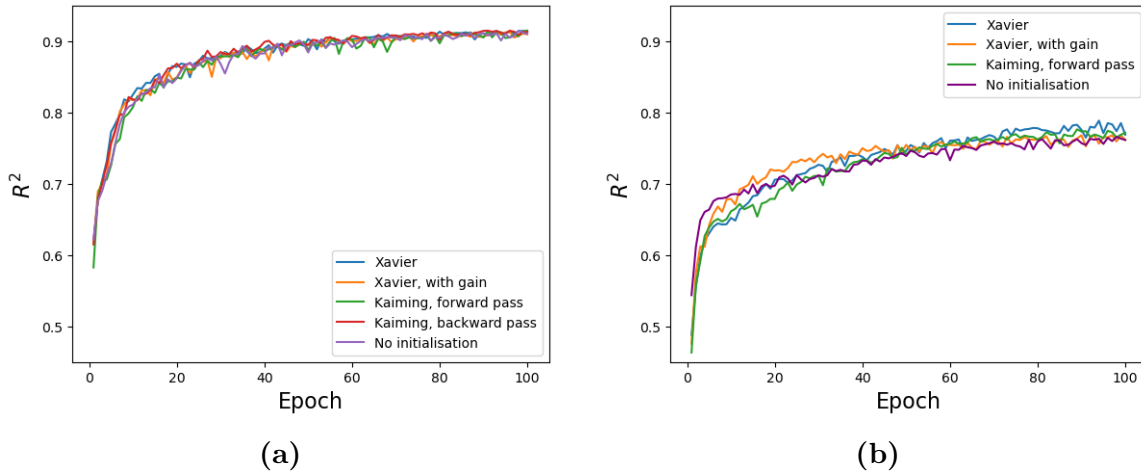 R²
0.9
0.8
0.7
0.6
0.5
0 20 40 60 80 100
Epoch
Xavier
Xavier, with gain
Kaiming, forward pass
Kaiming, backward pass
No initialisation
(a)
R²
0.9
0.8
0.7
0.6
0.5
0 20 40 60 80 100
Epoch
Xavier
Xavier, with gain
Kaiming, forward pass
No initialisation
(b)